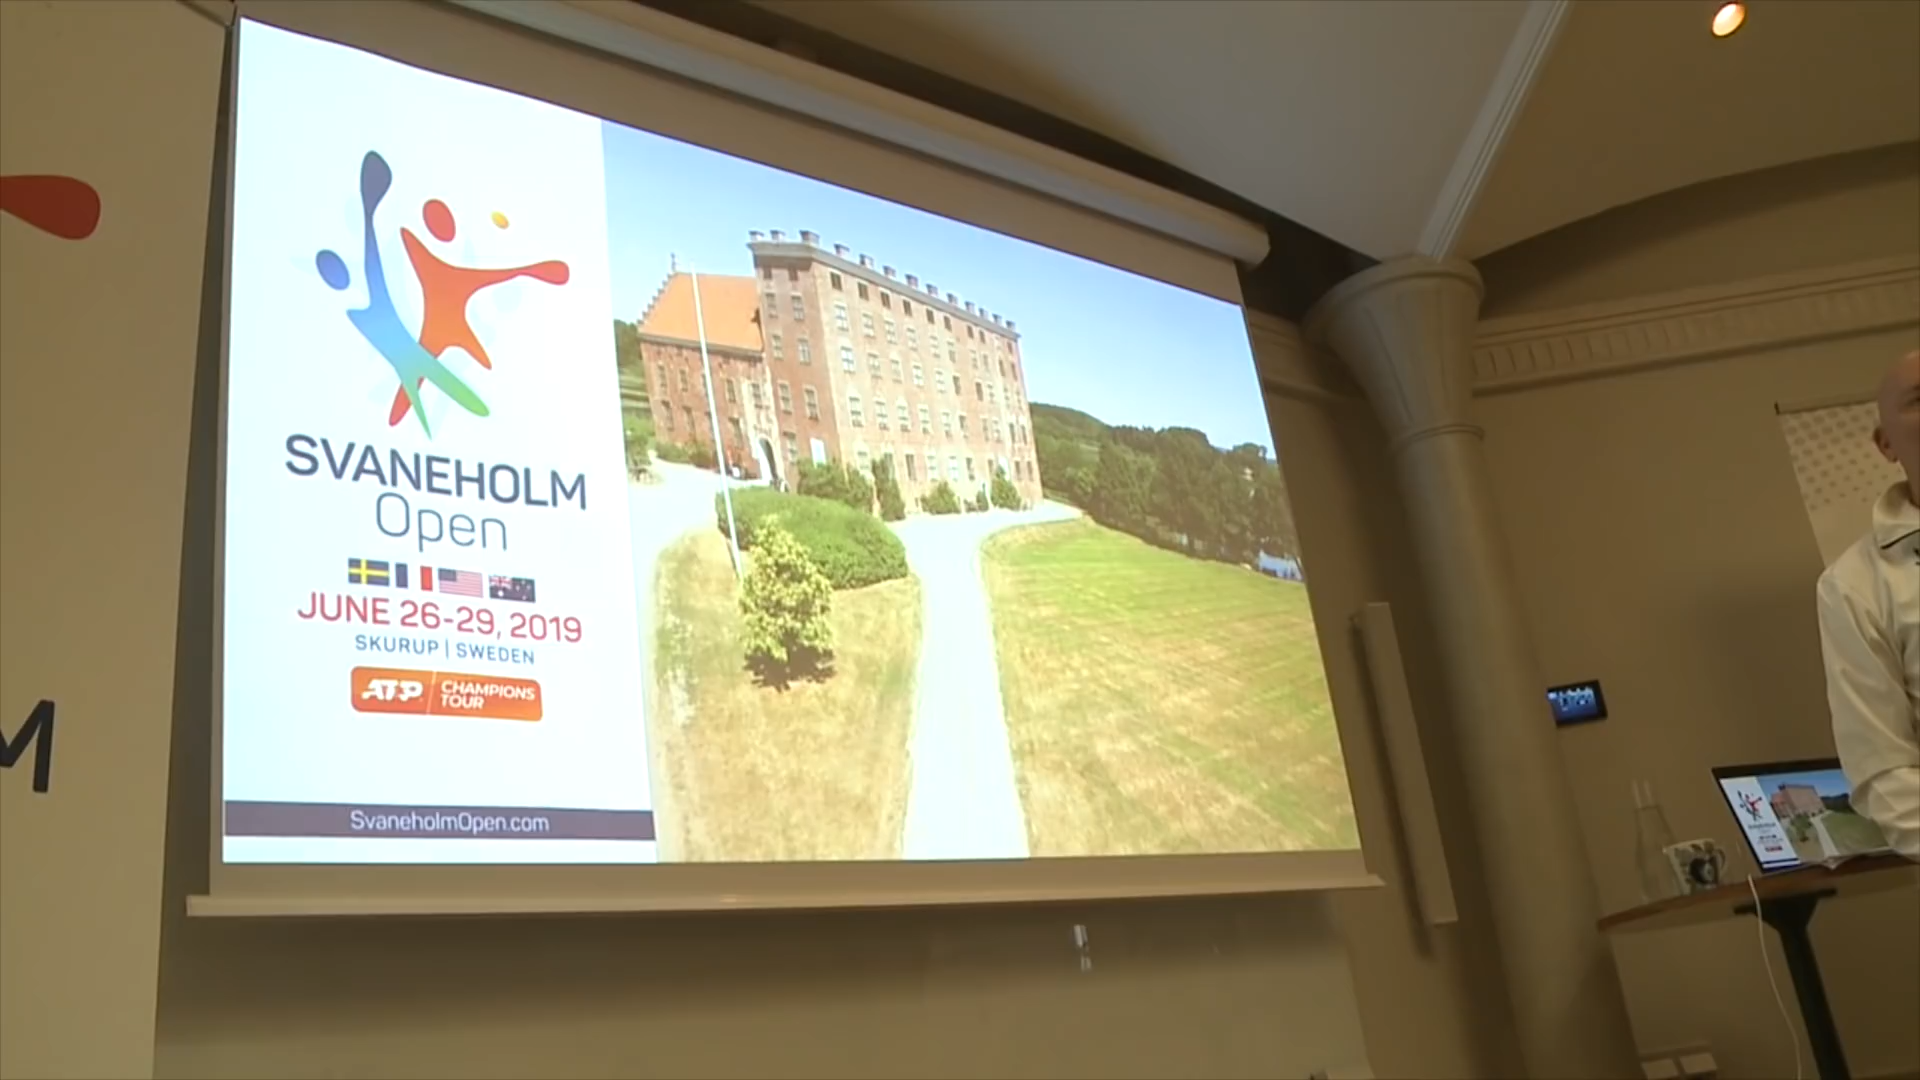 SVANEHOLM
Open
JUNE 26-29, 2019
SKURUP | SWEDEN
ATP CHAMPIONS
TOUR
SvaneholmOpen.com
M